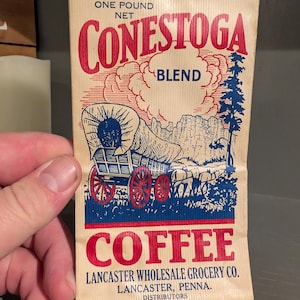 ONE POUND
NET
CONESTOGA
BLEND
COFFEE
LANCASTER WHOLESALE GROCERY CO.
LANCASTER, PENNA.
DISTRIBUTORS